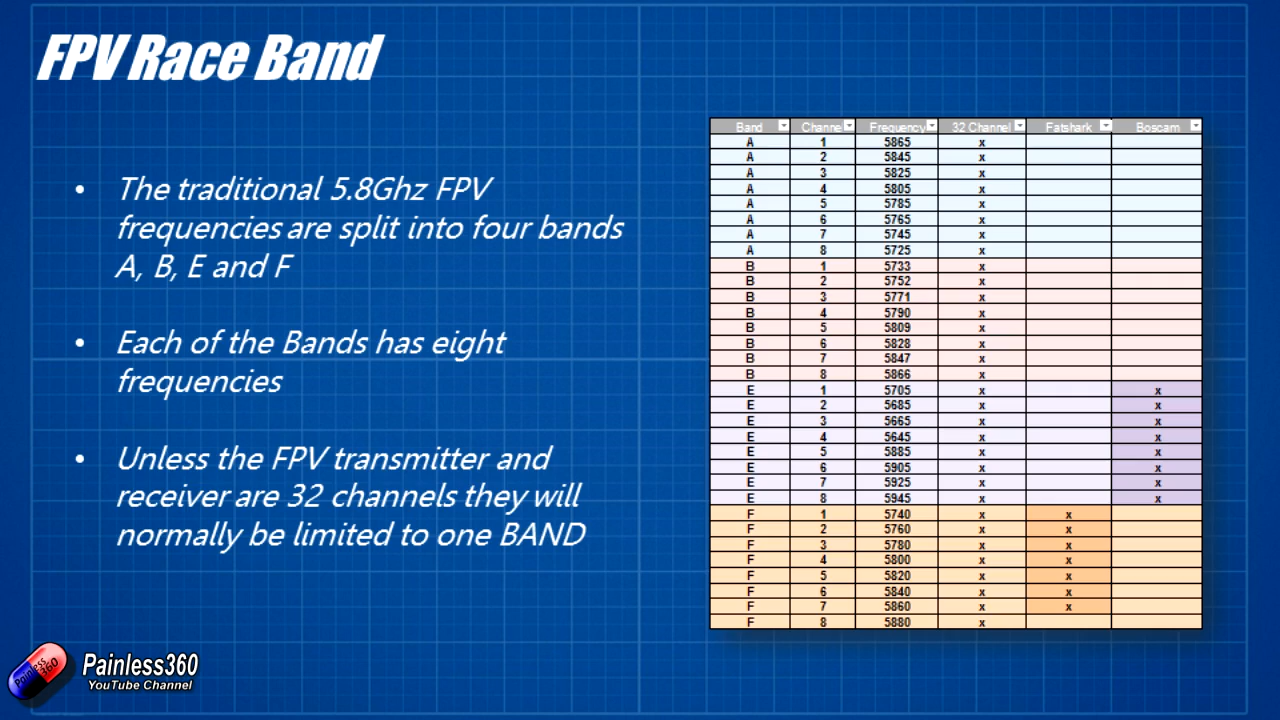 FPV Race Band
• The traditional 5.8Ghz FPV
frequencies are split into four bands
A, B, E and F
• Each of the Bands has eight
frequencies
• Unless the FPV transmitter and
receiver are 32 channels they will
normally be limited to one BAND
Band Channe Frequency 32 Channel Fatshark Boscam
A 1 5865 x
A 2 5845 x
A 3 5825 x
A 4 5805 x
A 5 5785 x
A 6 5765 x
A 7 5745 x
A 8 5725 x
B 1 5733 x
B 2 5752 x
B 3 5771 x
B 4 5790 x
B 5 5809 x
B 6 5828 x
B 7 5847 x
B 8 5866 x
E 1 5705 x x
E 2 5685 x x
E 3 5665 x x
E 4 5645 x x
E 5 5885 x x
E 6 5905 x x
E 7 5925 x x
E 8 5945 x x
F 1 5740 x x
F 2 5760 x x
F 3 5780 x x
F 4 5800 x x
F 5 5820 x x
F 6 5840 x x
F 7 5860 x x
F 8 5880 x
Painless360
Painless360
YouTube Channel